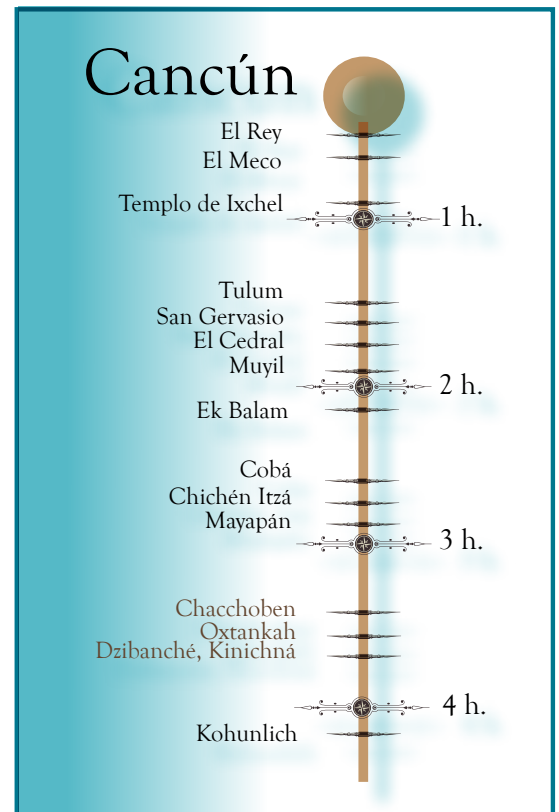 Cancún
El Rey
El Meco
Templo de Ixchel
1 h.
Tulum
San Gervasio
El Cedral
Muyil
2 h.
Ek Balam
Cobá
Chichén Itzá
Mayapán
3 h.
Chacchoben
Oxtankah
Dzibanché, Kinichná
4 h.
Kohunlich